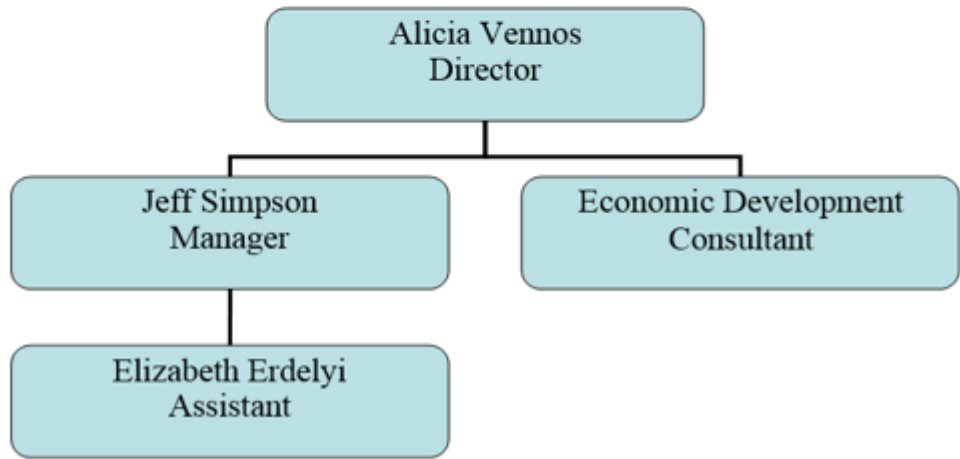 Alicia Vennos
Director
Jeff Simpson
Manager
Economic Development
Consultant
Elizabeth Erdelyi
Assistant